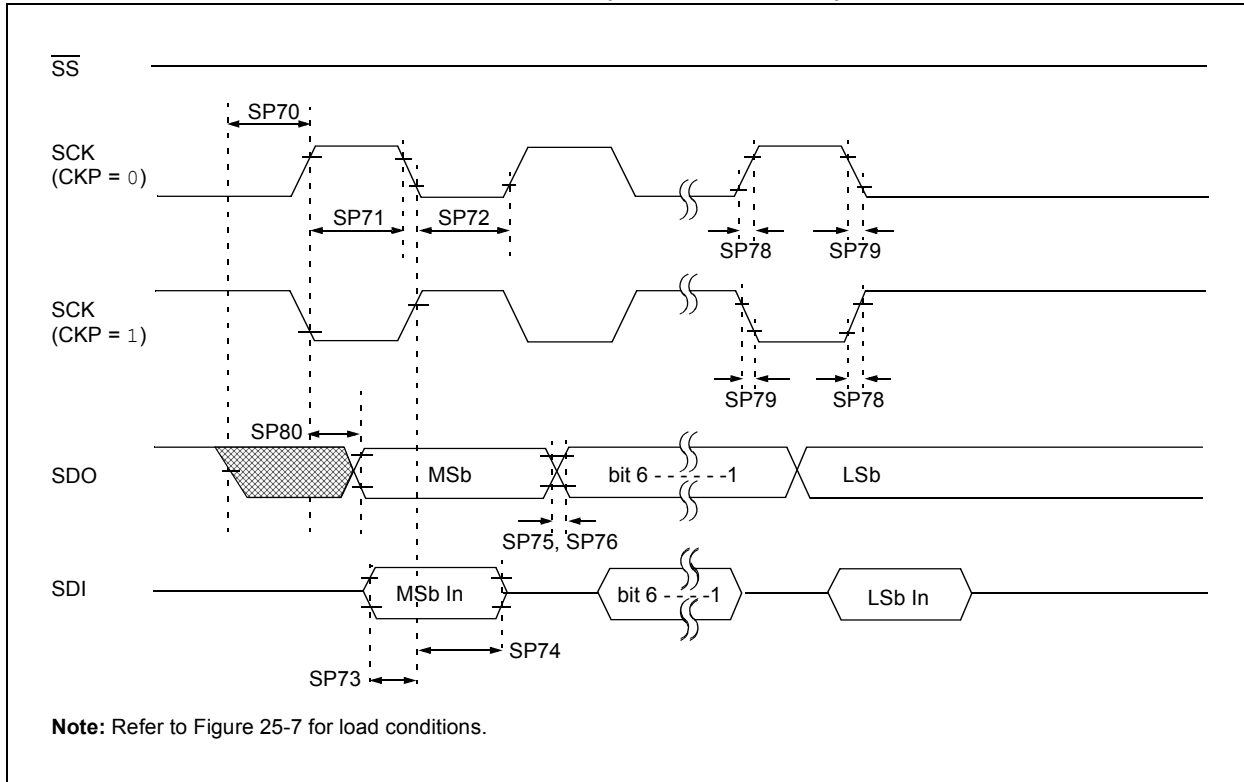 SS
SP70
SCK
(CKP = 0)
SP71
SP72
SP78
SP79
SCK
(CKP = 1)
SP79
SP78
SP80
SDO
MSb
bit 6 - - - - - -1
LSb
SP75, SP76
SDI
MSb In
bit 6 - - - - -1
LSb In
SP74
SP73
Note: Refer to Figure 25-7 for load conditions.